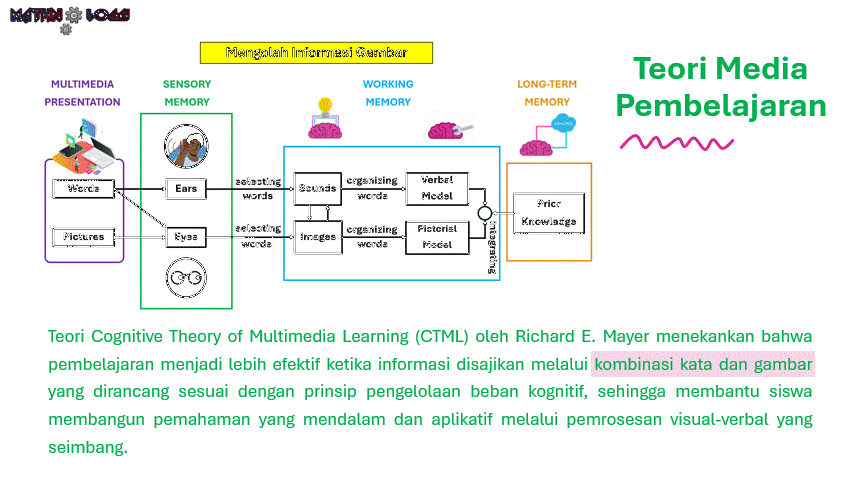 MATHN LOGY
Mengolah Informasi Gambar
Teori Media
Pembelajaran
MULTIMEDIA
PRESENTATION
SENSORY
MEMORY
WORKING
MEMORY
LONG-TERM
MEMORY
Words
Ears
selecting
words
Sounds
organizing
words
Verbal
Model
Prior
Knowledge
Pictures
Eyes
selecting
words
Images
organizing
words
Pictorial
Model
integrating
Teori Cognitive Theory of Multimedia Learning (CTML) oleh Richard E. Mayer menekankan bahwa
pembelajaran menjadi lebih efektif ketika informasi disajikan melalui kombinasi kata dan gambar
yang dirancang sesuai dengan prinsip pengelolaan beban kognitif, sehingga membantu siswa
membangun pemahaman yang mendalam dan aplikatif melalui pemrosesan visual-verbal yang
seimbang.